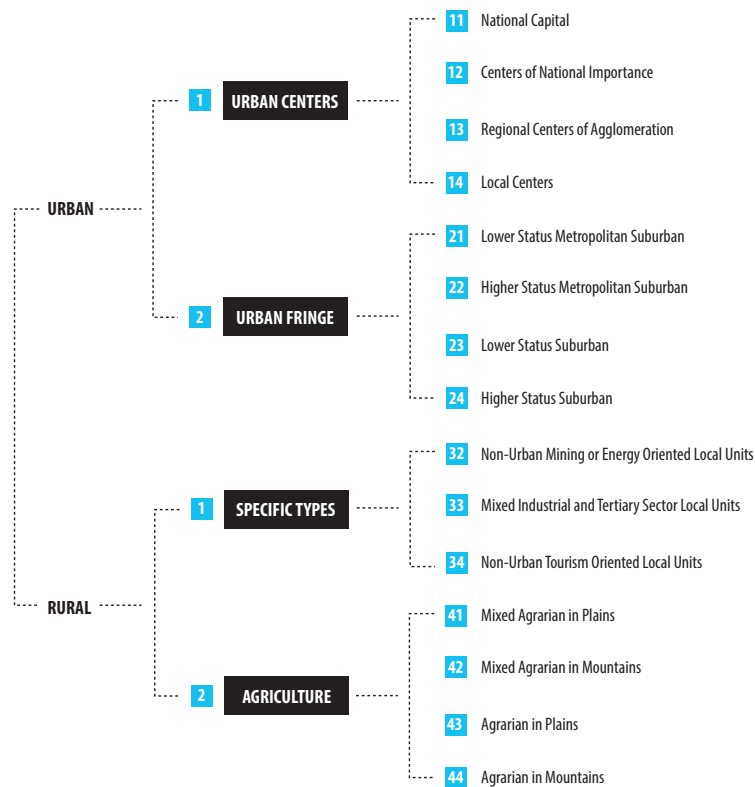 11 National Capital
12 Centers of National Importance
1 URBAN CENTERS
13 Regional Centers of Agglomeration
14 Local Centers
URBAN
21 Lower Status Metropolitan Suburban
22 Higher Status Metropolitan Suburban
2 URBAN FRINGE
23 Lower Status Suburban
24 Higher Status Suburban
32 Non-Urban Mining or Energy Oriented Local Units
1 SPECIFIC TYPES
33 Mixed Industrial and Tertiary Sector Local Units
34 Non-Urban Tourism Oriented Local Units
RURAL
41 Mixed Agrarian in Plains
42 Mixed Agrarian in Mountains
2 AGRICULTURE
43 Agrarian in Plains
44 Agrarian in Mountains